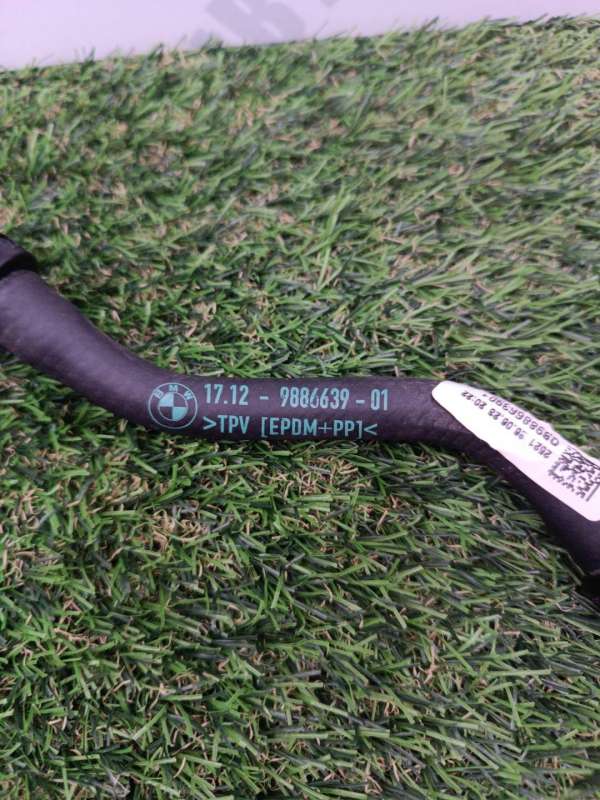 BMW
17.12 - 9886639-01
>TPV [EPDM+PP]<